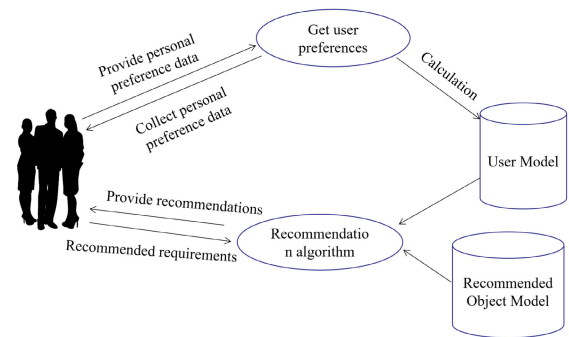 Get user
preferences
Provide personal
preference data
Collect personal
preference data
Calculation
User Model
Provide recommendations
Recommended requirements
Recommendatio
n algorithm
Recommended
Object Model